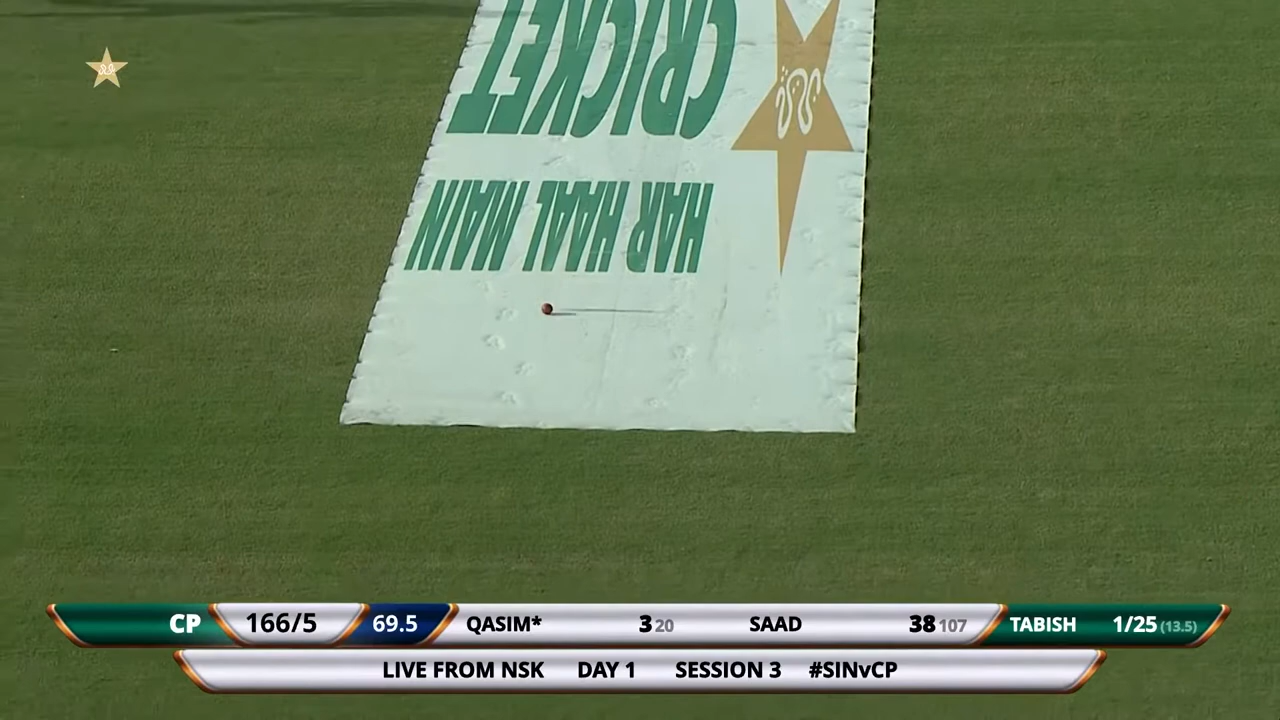 CRICKET
HAR HAAL MAIN
CP 166/5 69.5 QASIM* 3 20 SAAD 38 107 TABISH 1/25 (13.5)
LIVE FROM NSK DAY 1 SESSION 3 #SINvCP